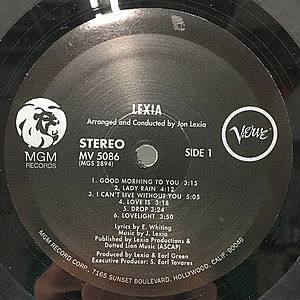 LEXIA
Arranged and Conducted by Jon Lexia
MGM
RECORDS
STEREO
MV 5086
(MGS 2894)
SIDE 1
Verve
1. GOOD MORNING TO YOU 3:15
2. LADY RAIN 4:12
3. I CAN'T LIVE WITHOUT YOU 5:05
4. LOVE IS 3:18
5. DROP 3:24
6. LOVELIGHT 3:50
Lyrics by E. Whiting
Music by J. Lexia
Published by Lexia Productions &
Dotted Lion Music (ASCAP)
Produced by Lexia & Earl Green
Executive Producer: S. Earl Tavares
MGM RECORD CORP., 7165 SUNSET BOULEVARD, HOLLYWOOD, CALIF. 90046